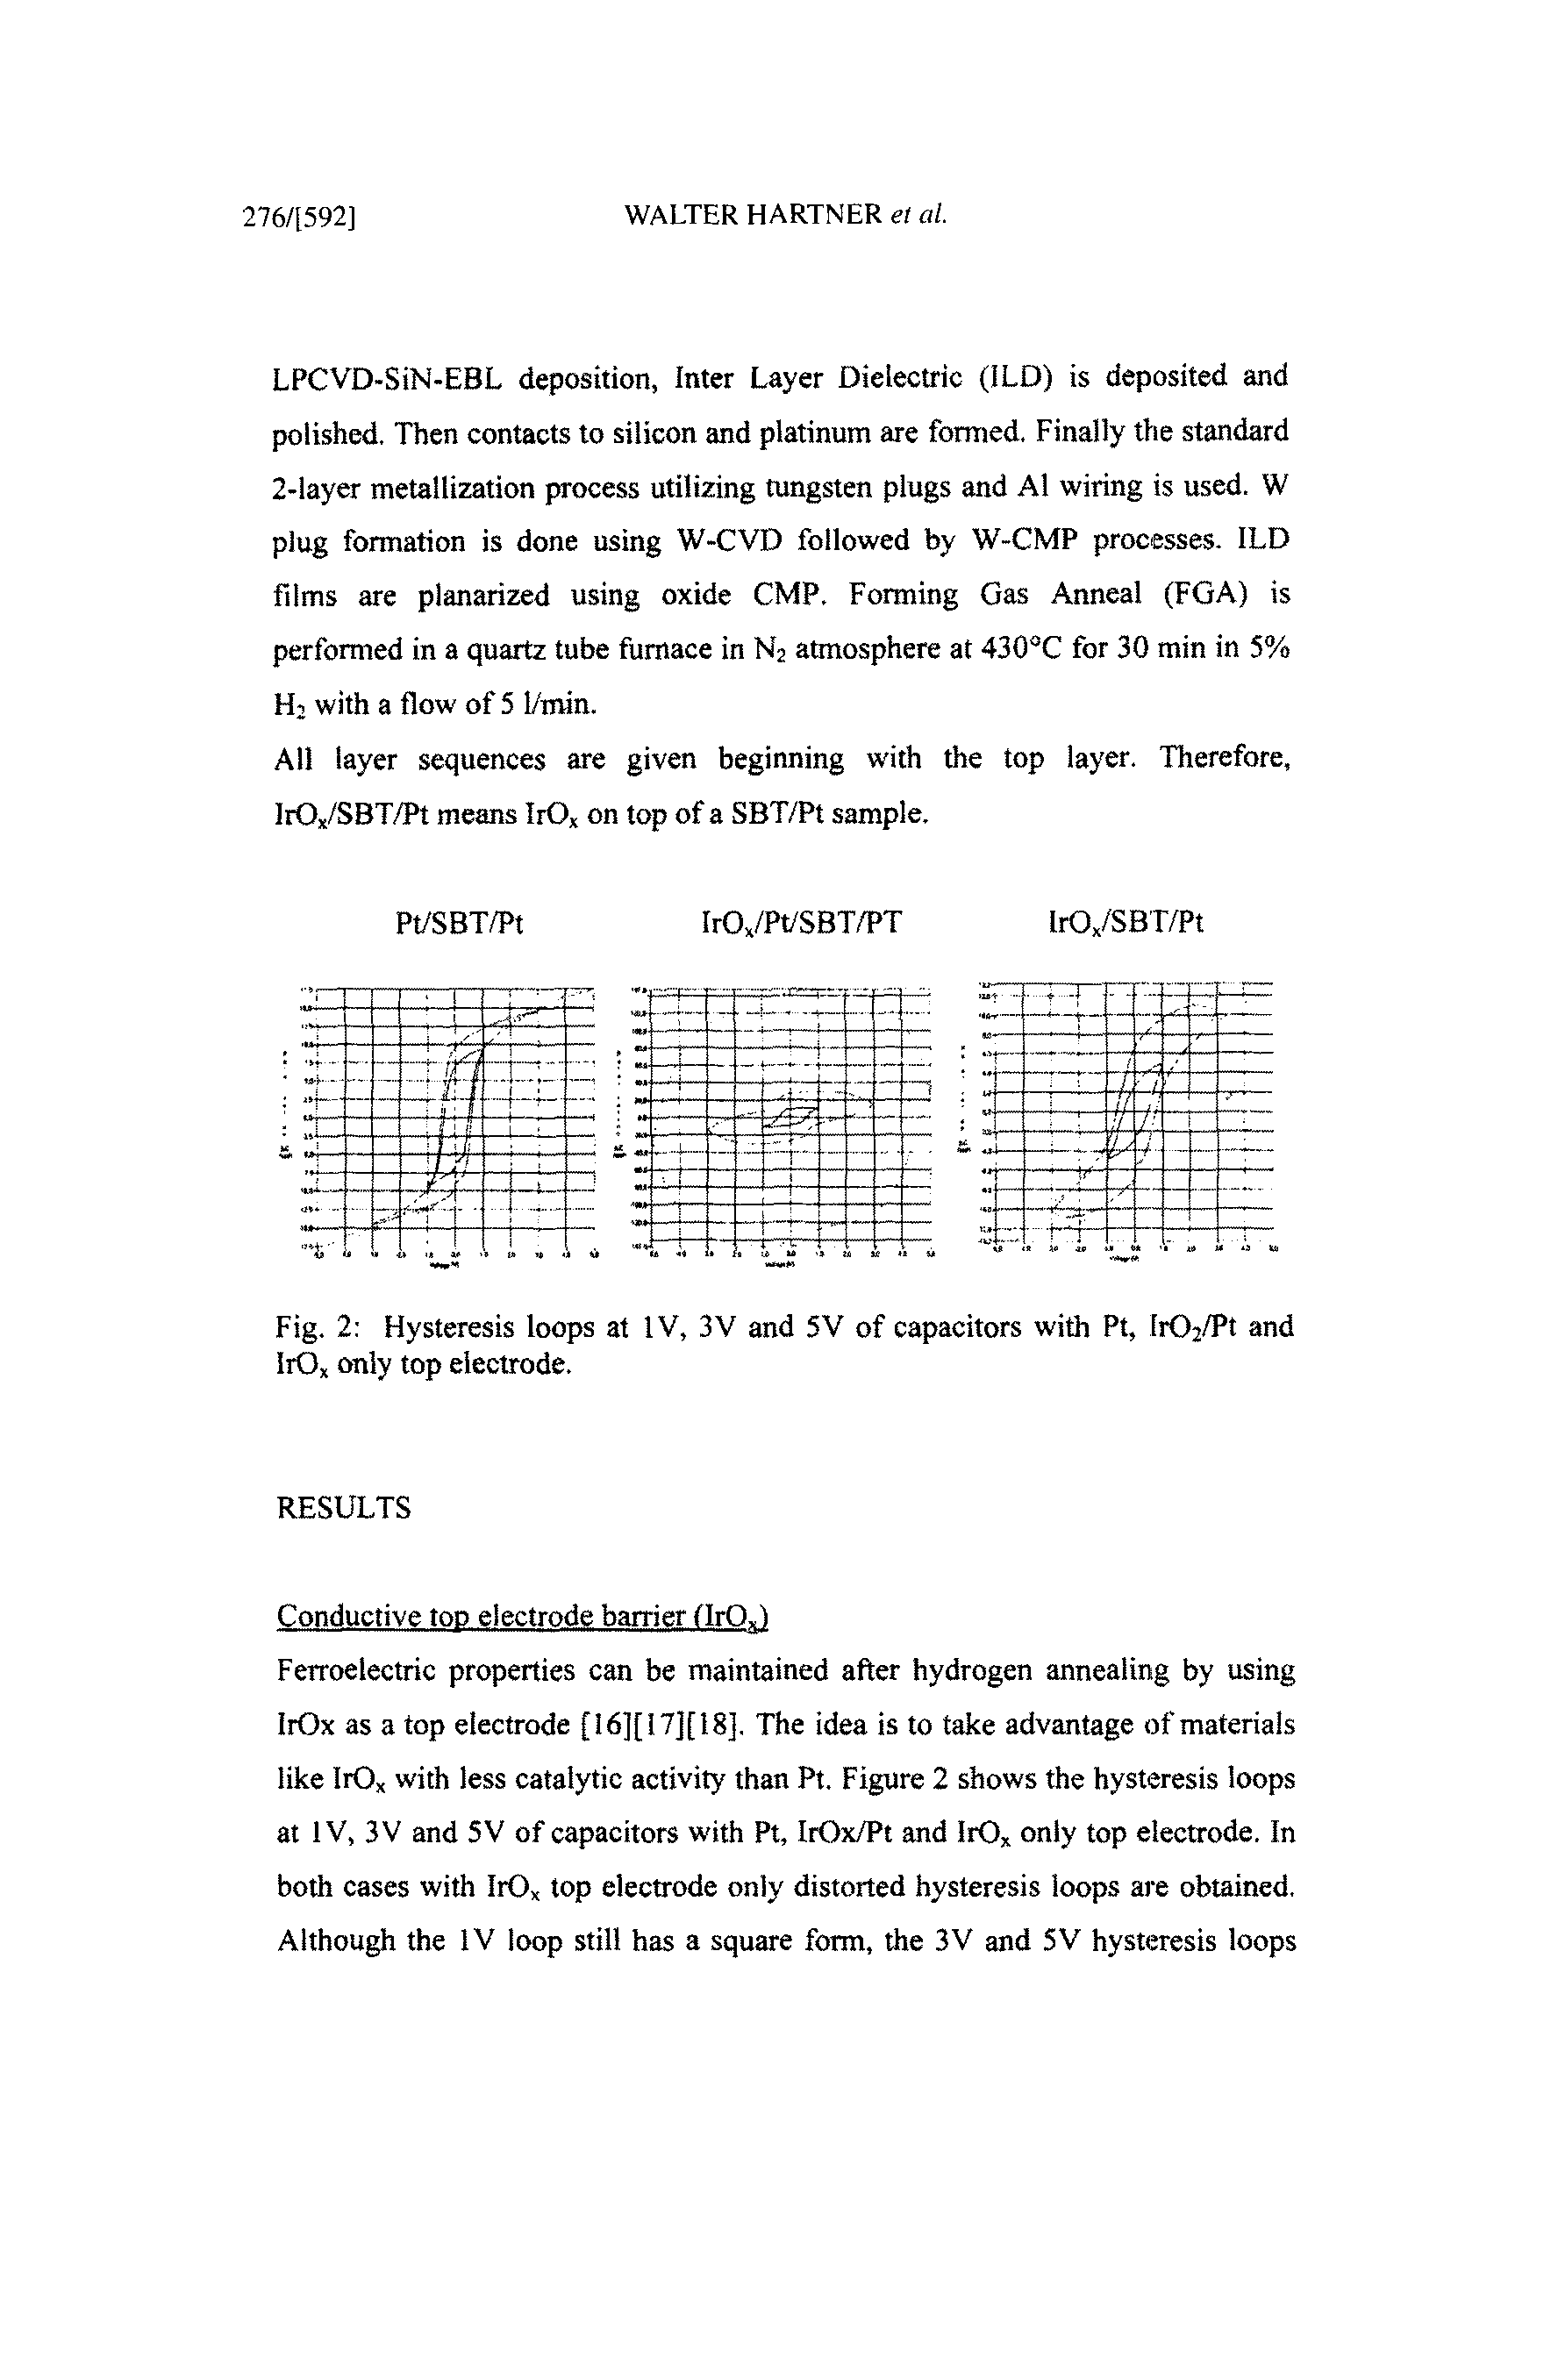 276/[592]
WALTER HARTNER et al.
LPCVD-SiN-EBL deposition, Inter Layer Dielectric (ILD) is deposited and
polished. Then contacts to silicon and platinum are formed. Finally the standard
2-layer metallization process utilizing tungsten plugs and Al wiring is used. W
plug formation is done using W-CVD followed by W-CMP processes. ILD
films are planarized using oxide CMP. Forming Gas Anneal (FGA) is
performed in a quartz tube furnace in N₂ atmosphere at 430°C for 30 min in 5%
H₂ with a flow of 5 l/min.
All layer sequences are given beginning with the top layer. Therefore,
IrOₓ/SBT/Pt means IrOₓ on top of a SBT/Pt sample.
Pt/SBT/Pt
IrOₓ/Pt/SBT/PT
IrOₓ/SBT/Pt
Fig. 2: Hysteresis loops at 1V, 3V and 5V of capacitors with Pt, IrO₂/Pt and
IrOₓ only top electrode.
RESULTS
Conductive top electrode barrier (IrOₓ)
Ferroelectric properties can be maintained after hydrogen annealing by using
IrOx as a top electrode [16][17][18]. The idea is to take advantage of materials
like IrOₓ with less catalytic activity than Pt. Figure 2 shows the hysteresis loops
at 1V, 3V and 5V of capacitors with Pt, IrOx/Pt and IrOₓ only top electrode. In
both cases with IrOₓ top electrode only distorted hysteresis loops are obtained.
Although the 1V loop still has a square form, the 3V and 5V hysteresis loops